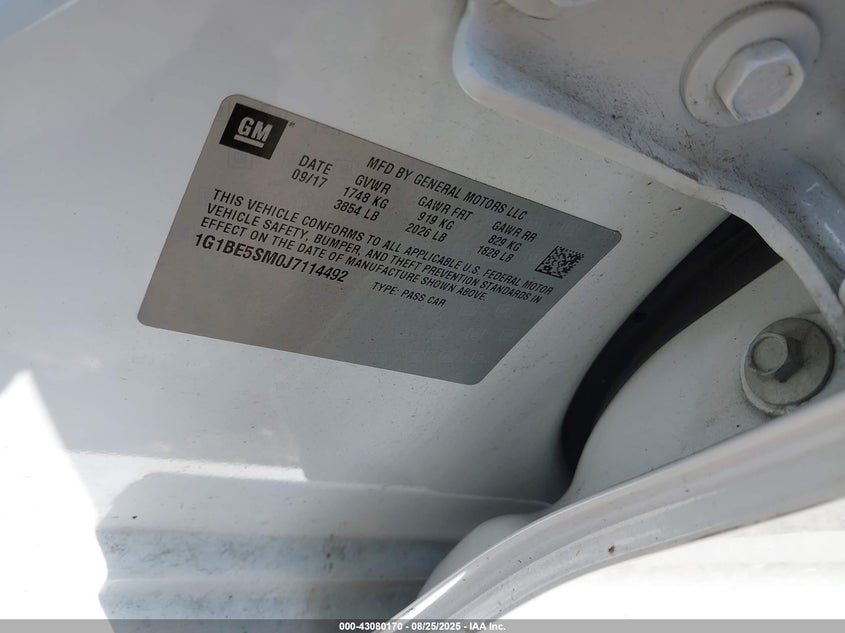 GM
DATE
09/17
MFD BY GENERAL MOTORS LLC
GVWR GAWR FRT GAWR RR
1748 KG 919 KG 829 KG
3854 LB 2026 LB 1828 LB
THIS VEHICLE CONFORMS TO ALL APPLICABLE U.S. FEDERAL MOTOR
VEHICLE SAFETY, BUMPER, AND THEFT PREVENTION STANDARDS IN
EFFECT ON THE DATE OF MANUFACTURE SHOWN ABOVE.
1G1BE5SM0J7114492
TYPE: PASS CAR
000-43080170 - 08/25/2025 - IAA Inc.